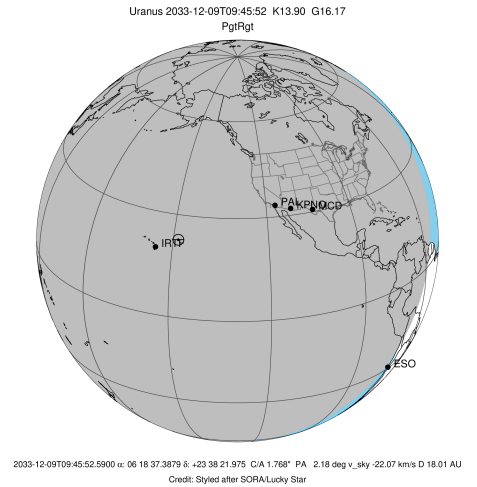 Uranus 2033-12-09T09:45:52 K13.90 G16.17
PgtRgt
PAL
KPNO
MCD
IRTF
ESO
2033-12-09T09:45:52.5900 α: 06 18 37.3879 δ: +23 38 21.975 C/A 1.768" PA 2.18 deg v_sky -22.07 km/s D 18.01 AU
Credit: Styled after SORA/Lucky Star